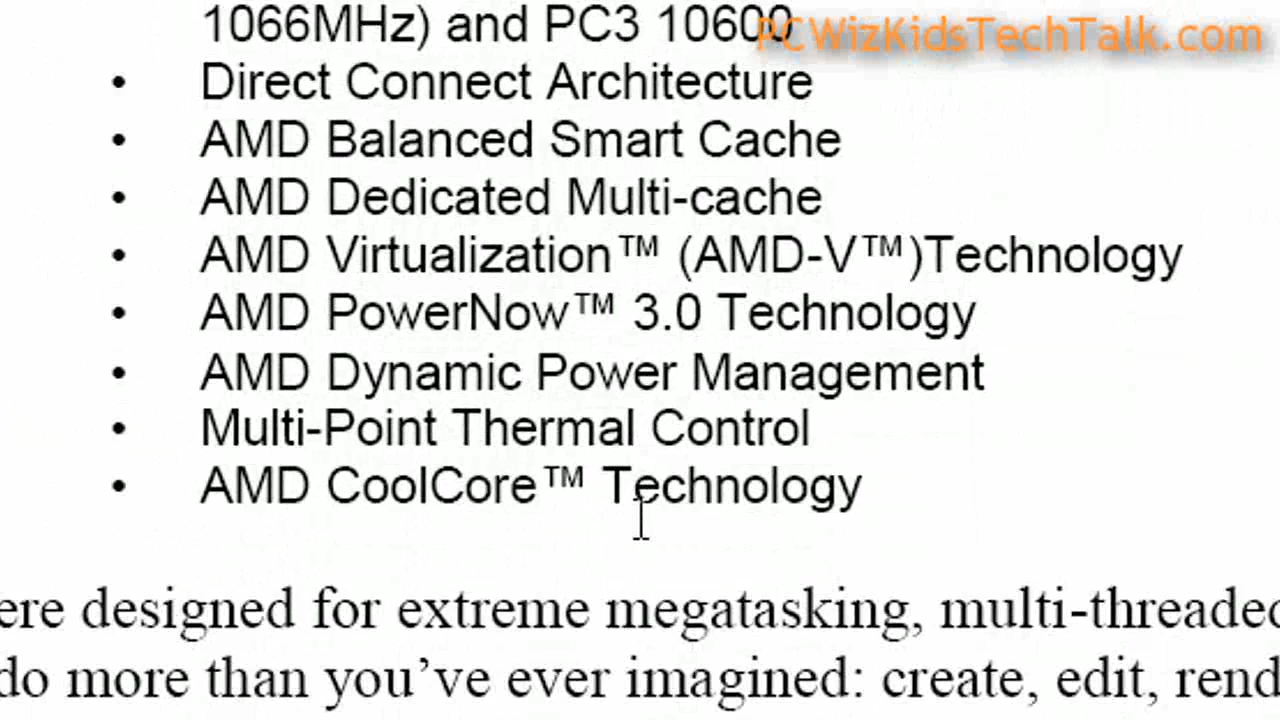 1066MHz) and PC3 10600
PCWizKidsTechTalk.com
• Direct Connect Architecture
• AMD Balanced Smart Cache
• AMD Dedicated Multi-cache
• AMD Virtualization™ (AMD-V™)Technology
• AMD PowerNow™ 3.0 Technology
• AMD Dynamic Power Management
• Multi-Point Thermal Control
• AMD CoolCore™ Technology
ere designed for extreme megatasking, multi-threaded
do more than you’ve ever imagined: create, edit, rend